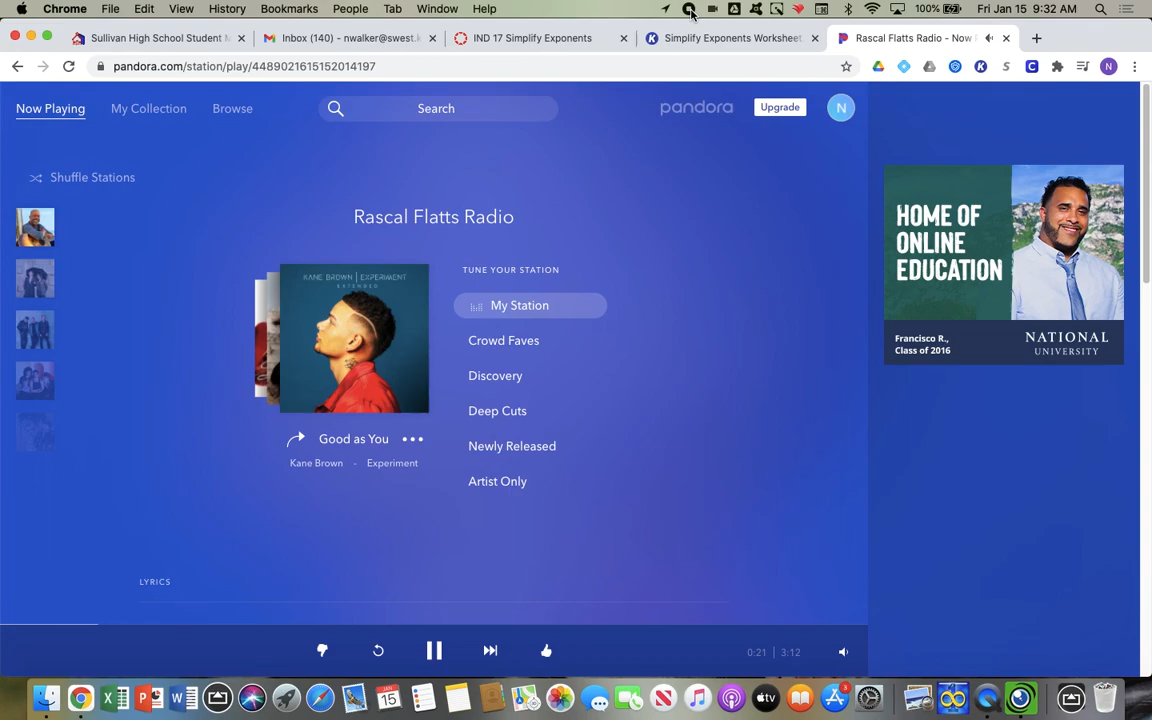 Chrome File Edit View History Bookmarks People Tab Window Help 100% Fri Jan 15 9:32 AM
Sullivan High School Student M Inbox (140) - nwalker@swest.k IND 17 Simplify Exponents Simplify Exponents Worksheet Rascal Flatts Radio - Now P
pandora.com/station/play/4489021615152014197
Now Playing My Collection Browse Search pandora Upgrade N
Shuffle Stations
Rascal Flatts Radio
TUNE YOUR STATION
My Station
Crowd Faves
Discovery
Deep Cuts
Newly Released
Artist Only
KANE BROWN | EXPERIMENT
EXTENDED
Good as You
Kane Brown - Experiment
LYRICS
0:21 | 3:12
HOME OF
ONLINE
EDUCATION
Francisco R.,
Class of 2016
NATIONAL
UNIVERSITY